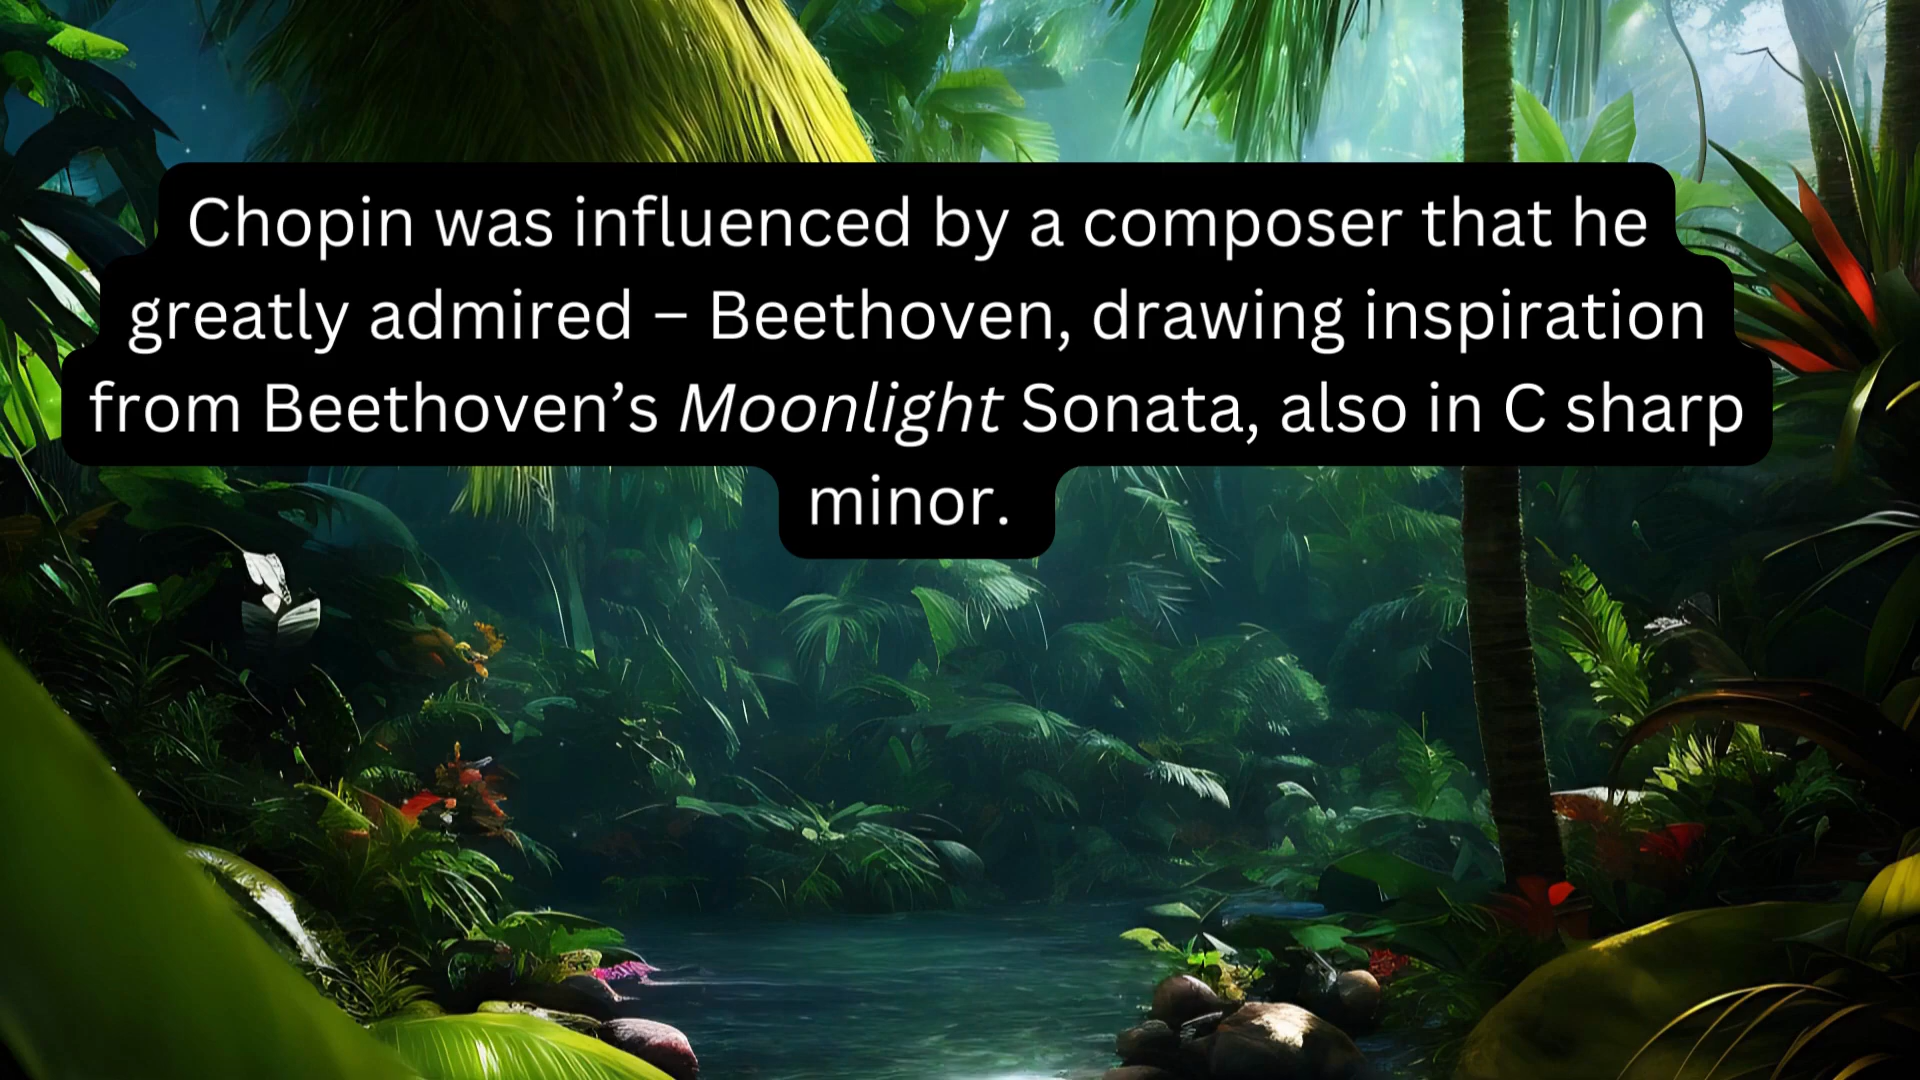 Chopin was influenced by a composer that he
greatly admired – Beethoven, drawing inspiration
from Beethoven’s Moonlight Sonata, also in C sharp
minor.